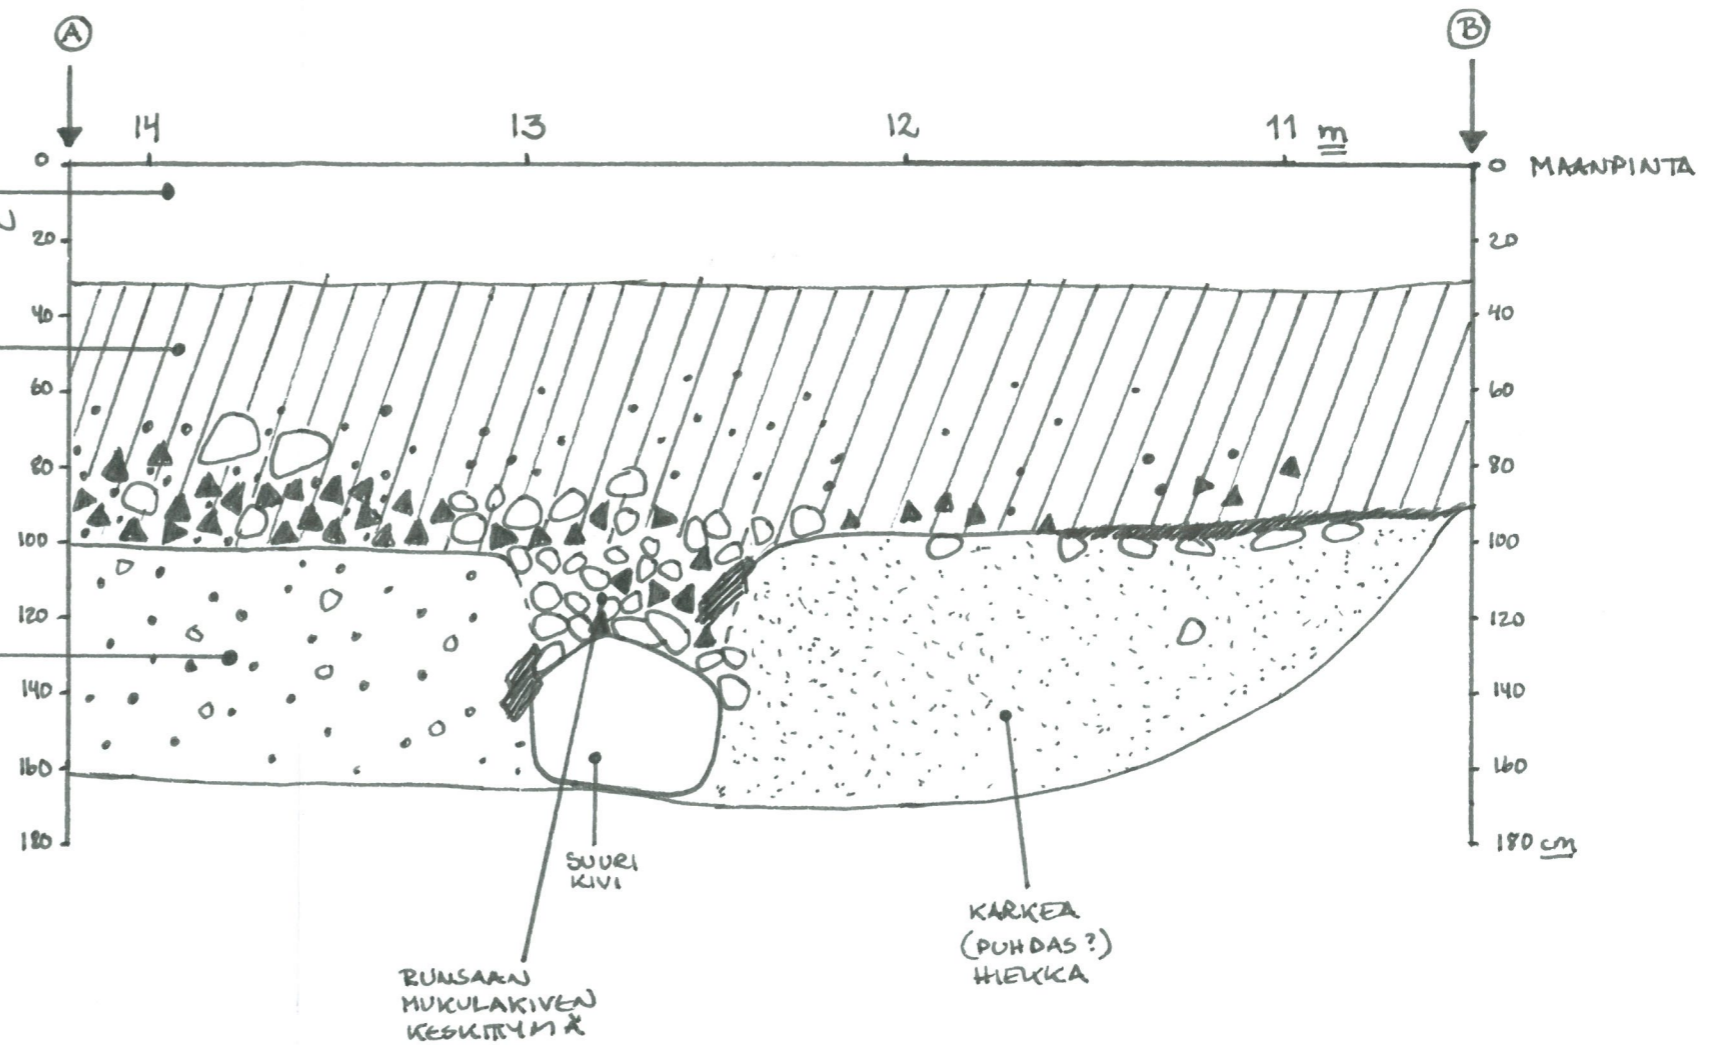 A B
14 13 12 11 m
0 0 MAANPINTA
20 20
40 40
60 60
80 80
100 100
120 120
140 140
160 160
180 180 cm
SUURI
KIVI
KARKEA
(PUHDAS?)
HIEKKA
RUNSAAN
MUKULAKIVEN
KESKITTYMÄ